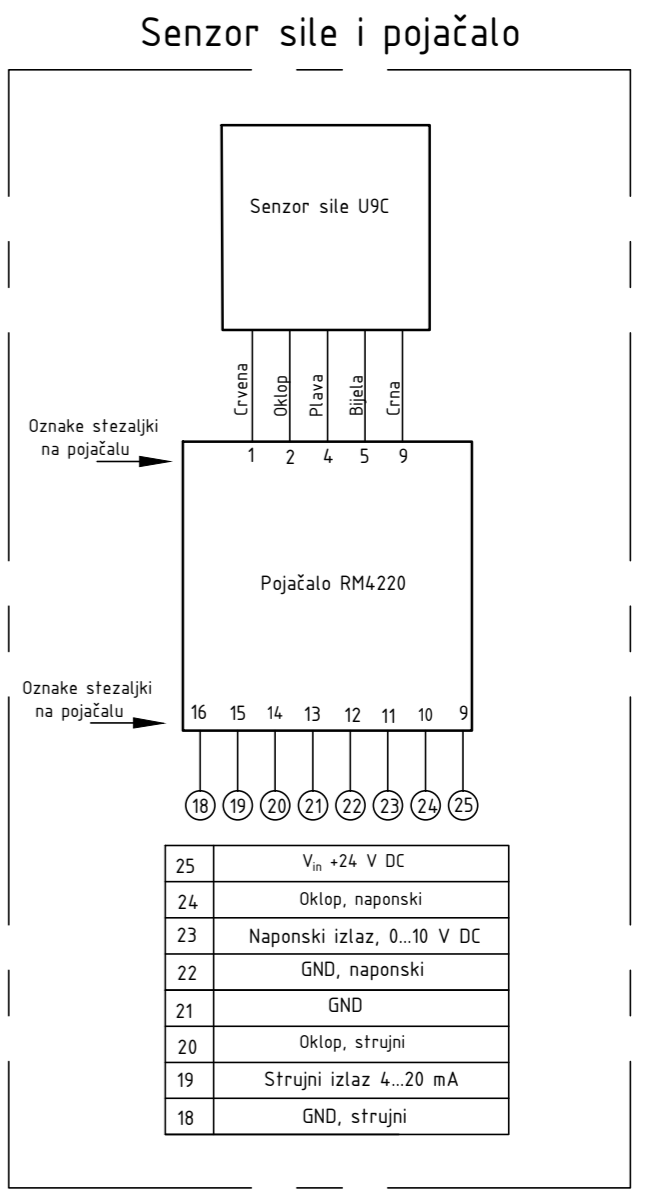 Senzor sile i pojačalo
Senzor sile U9C
Crvena
Oklop
Plava
Bijela
Crna
Oznake stezaljki
na pojačalu
1 2 4 5 9
Pojačalo RM4220
Oznake stezaljki
na pojačalu
16 15 14 13 12 11 10 9
18 19 20 21 22 23 24 25
25 Vin +24 V DC
24 Oklop, naponski
23 Naponski izlaz, 0...10 V DC
22 GND, naponski
21 GND
20 Oklop, strujni
19 Strujni izlaz 4...20 mA
18 GND, strujni